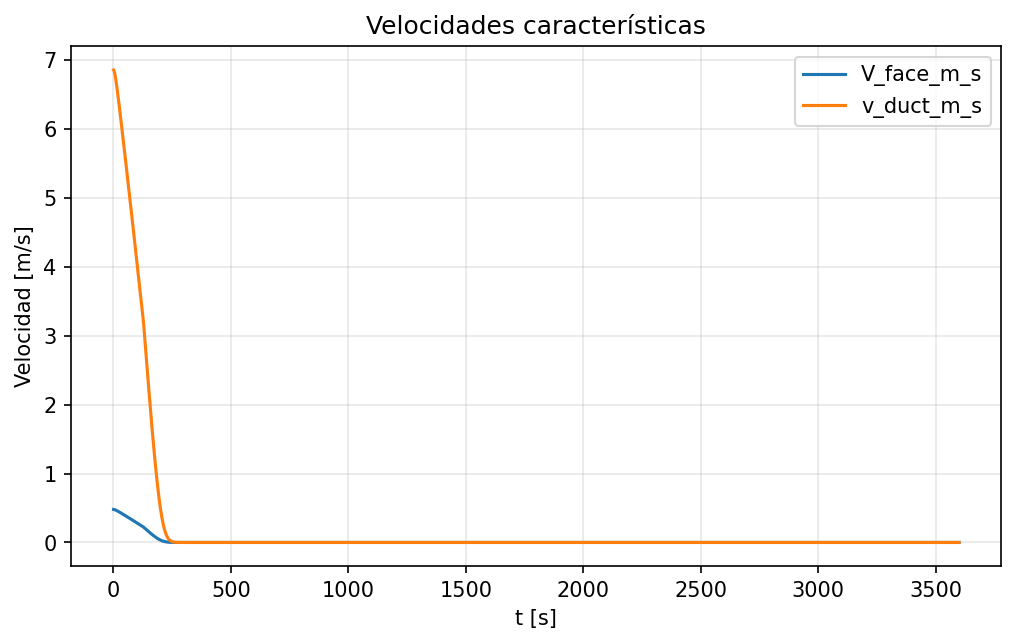 Velocidades características
V_face_m_s
v_duct_m_s
Velocidad [m/s]
7
6
5
4
3
2
1
0
0 500 1000 1500 2000 2500 3000 3500
t [s]